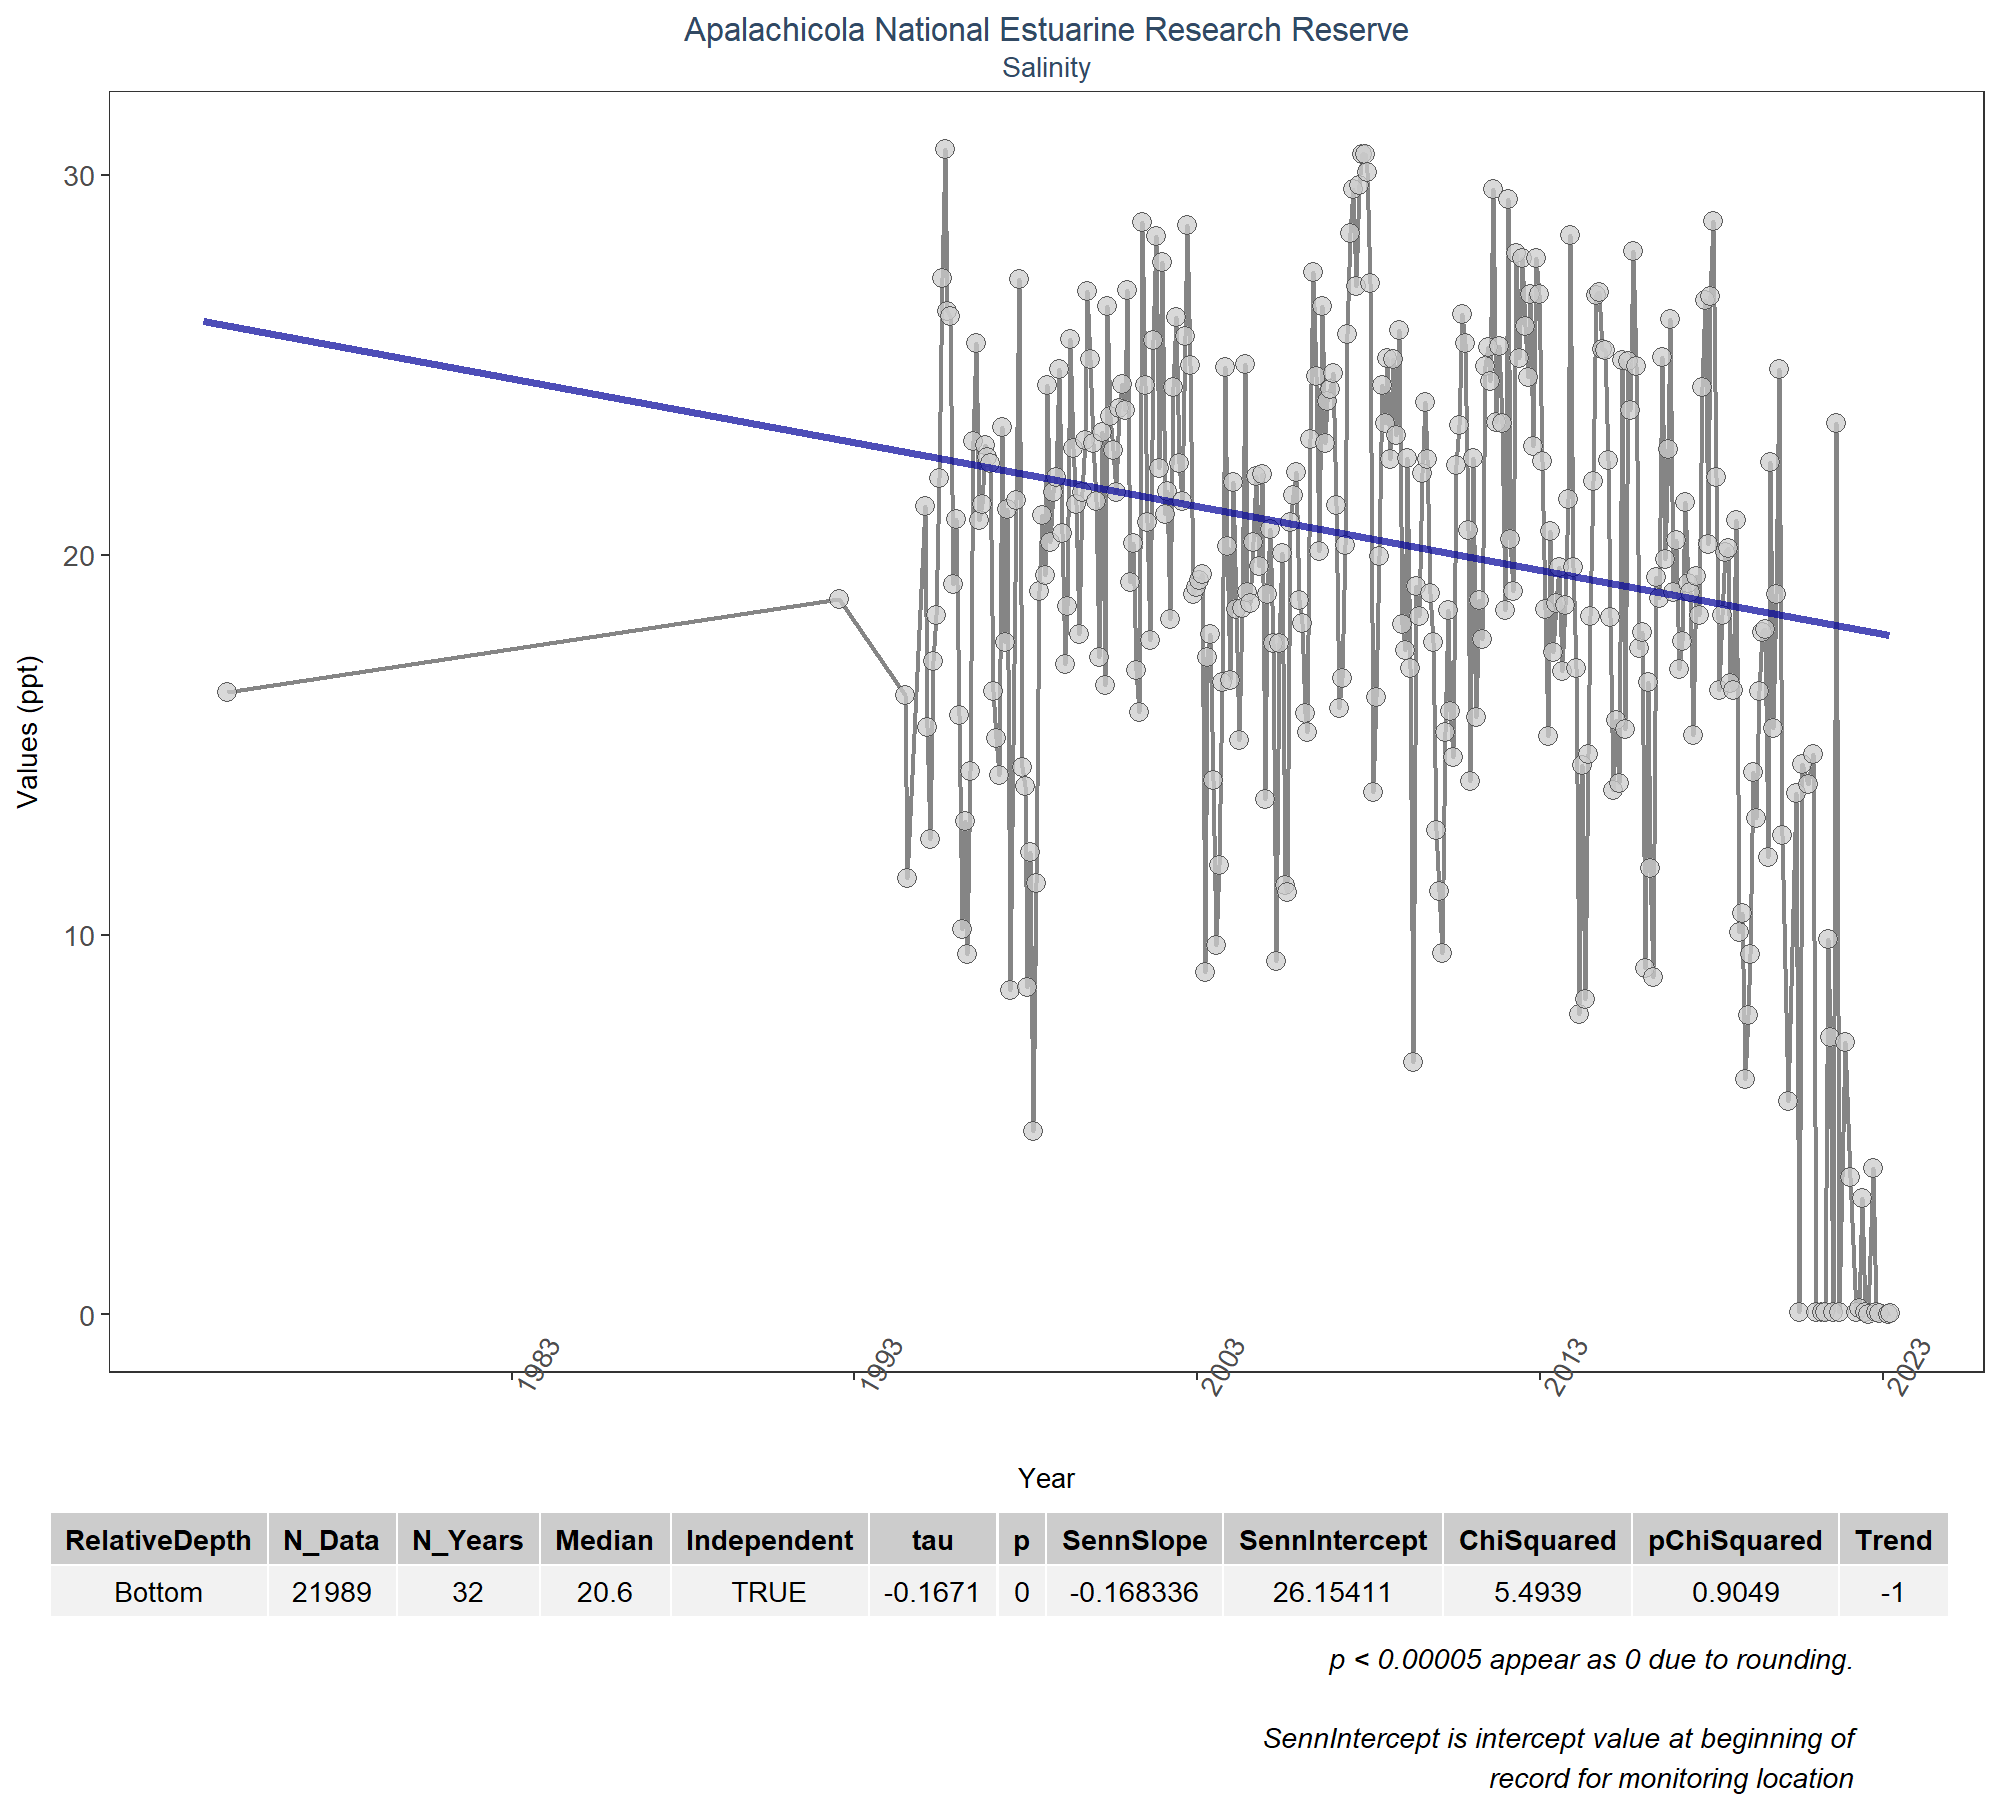 Apalachicola National Estuarine Research Reserve
Salinity
Values (ppt)
30
20
10
0
1983
1993
2003
2013
2023
Year
RelativeDepth N_Data N_Years Median Independent tau p SennSlope SennIntercept ChiSquared pChiSquared Trend
Bottom 21989 32 20.6 TRUE -0.1671 0 -0.168336 26.15411 5.4939 0.9049 -1
p < 0.00005 appear as 0 due to rounding.
SennIntercept is intercept value at beginning of
record for monitoring location